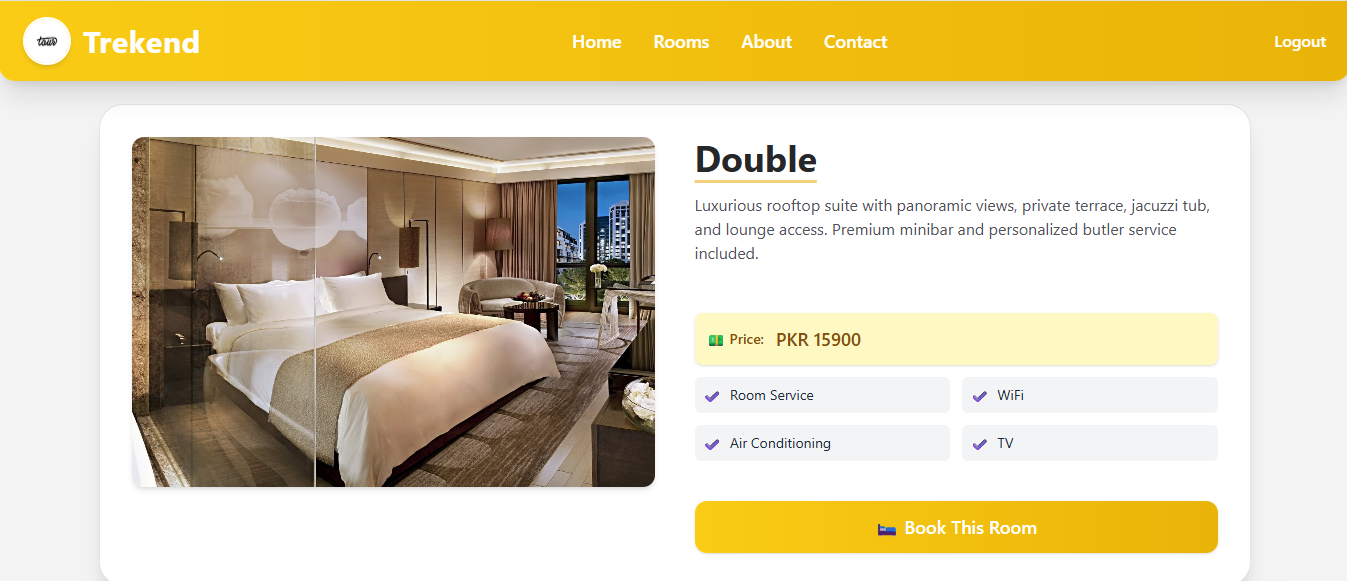 tour
Trekend
Home Rooms About Contact
Logout
Double
Luxurious rooftop suite with panoramic views, private terrace, jacuzzi tub,
and lounge access. Premium minibar and personalized butler service
included.
Price: PKR 15900
Room Service
WiFi
Air Conditioning
TV
Book This Room